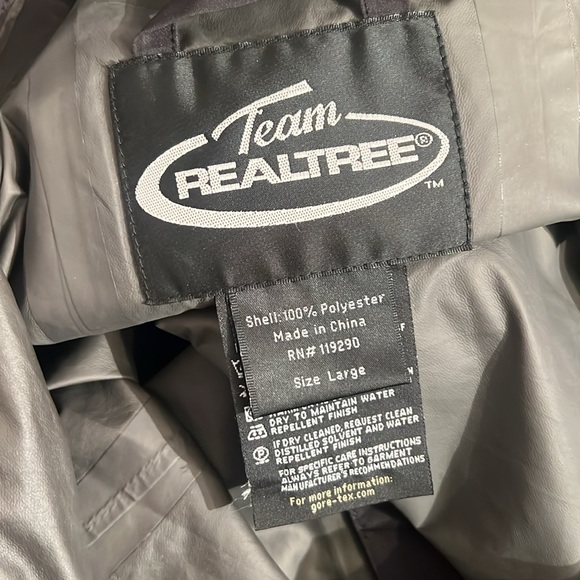 Team
REALTREE®
™
Shell:100% Polyester
Made in China
RN# 119290
Size Large
DRY TO MAINTAIN WATER
REPELLENT FINISH
IF DRY CLEANED, REQUEST CLEAN
DISTILLED SOLVENT AND WATER
REPELLENT FINISH
FOR SPECIFIC CARE INSTRUCTIONS
ALWAYS REFER TO GARMENT
MANUFACTURER'S RECOMMENDATIONS
For more information:
gore-tex.com